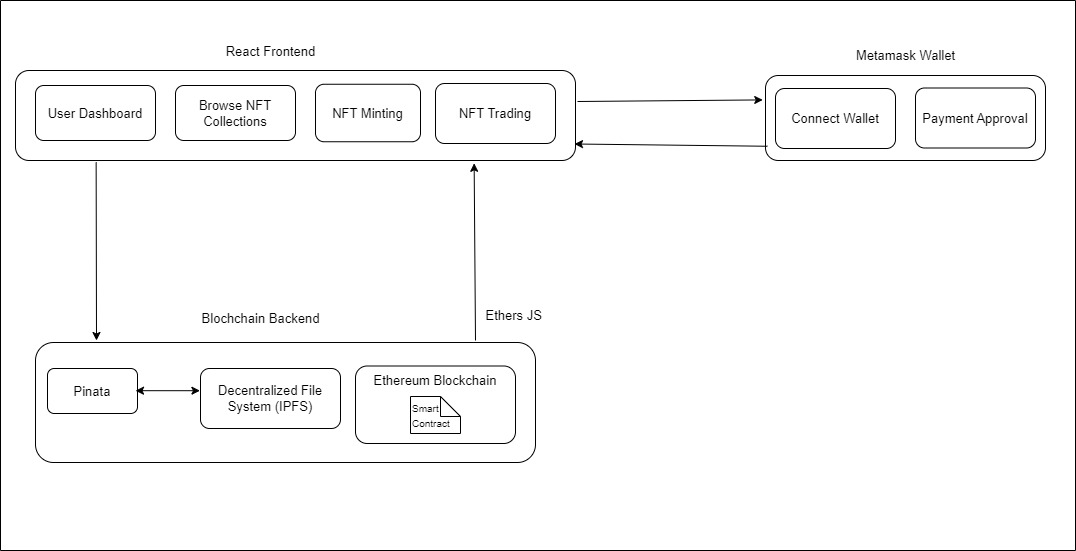 React Frontend
Metamask Wallet
User Dashboard
Browse NFT
Collections
NFT Minting
NFT Trading
Connect Wallet
Payment Approval
Blochchain Backend
Ethers JS
Pinata
Decentralized File
System (IPFS)
Ethereum Blockchain
Smart
Contract